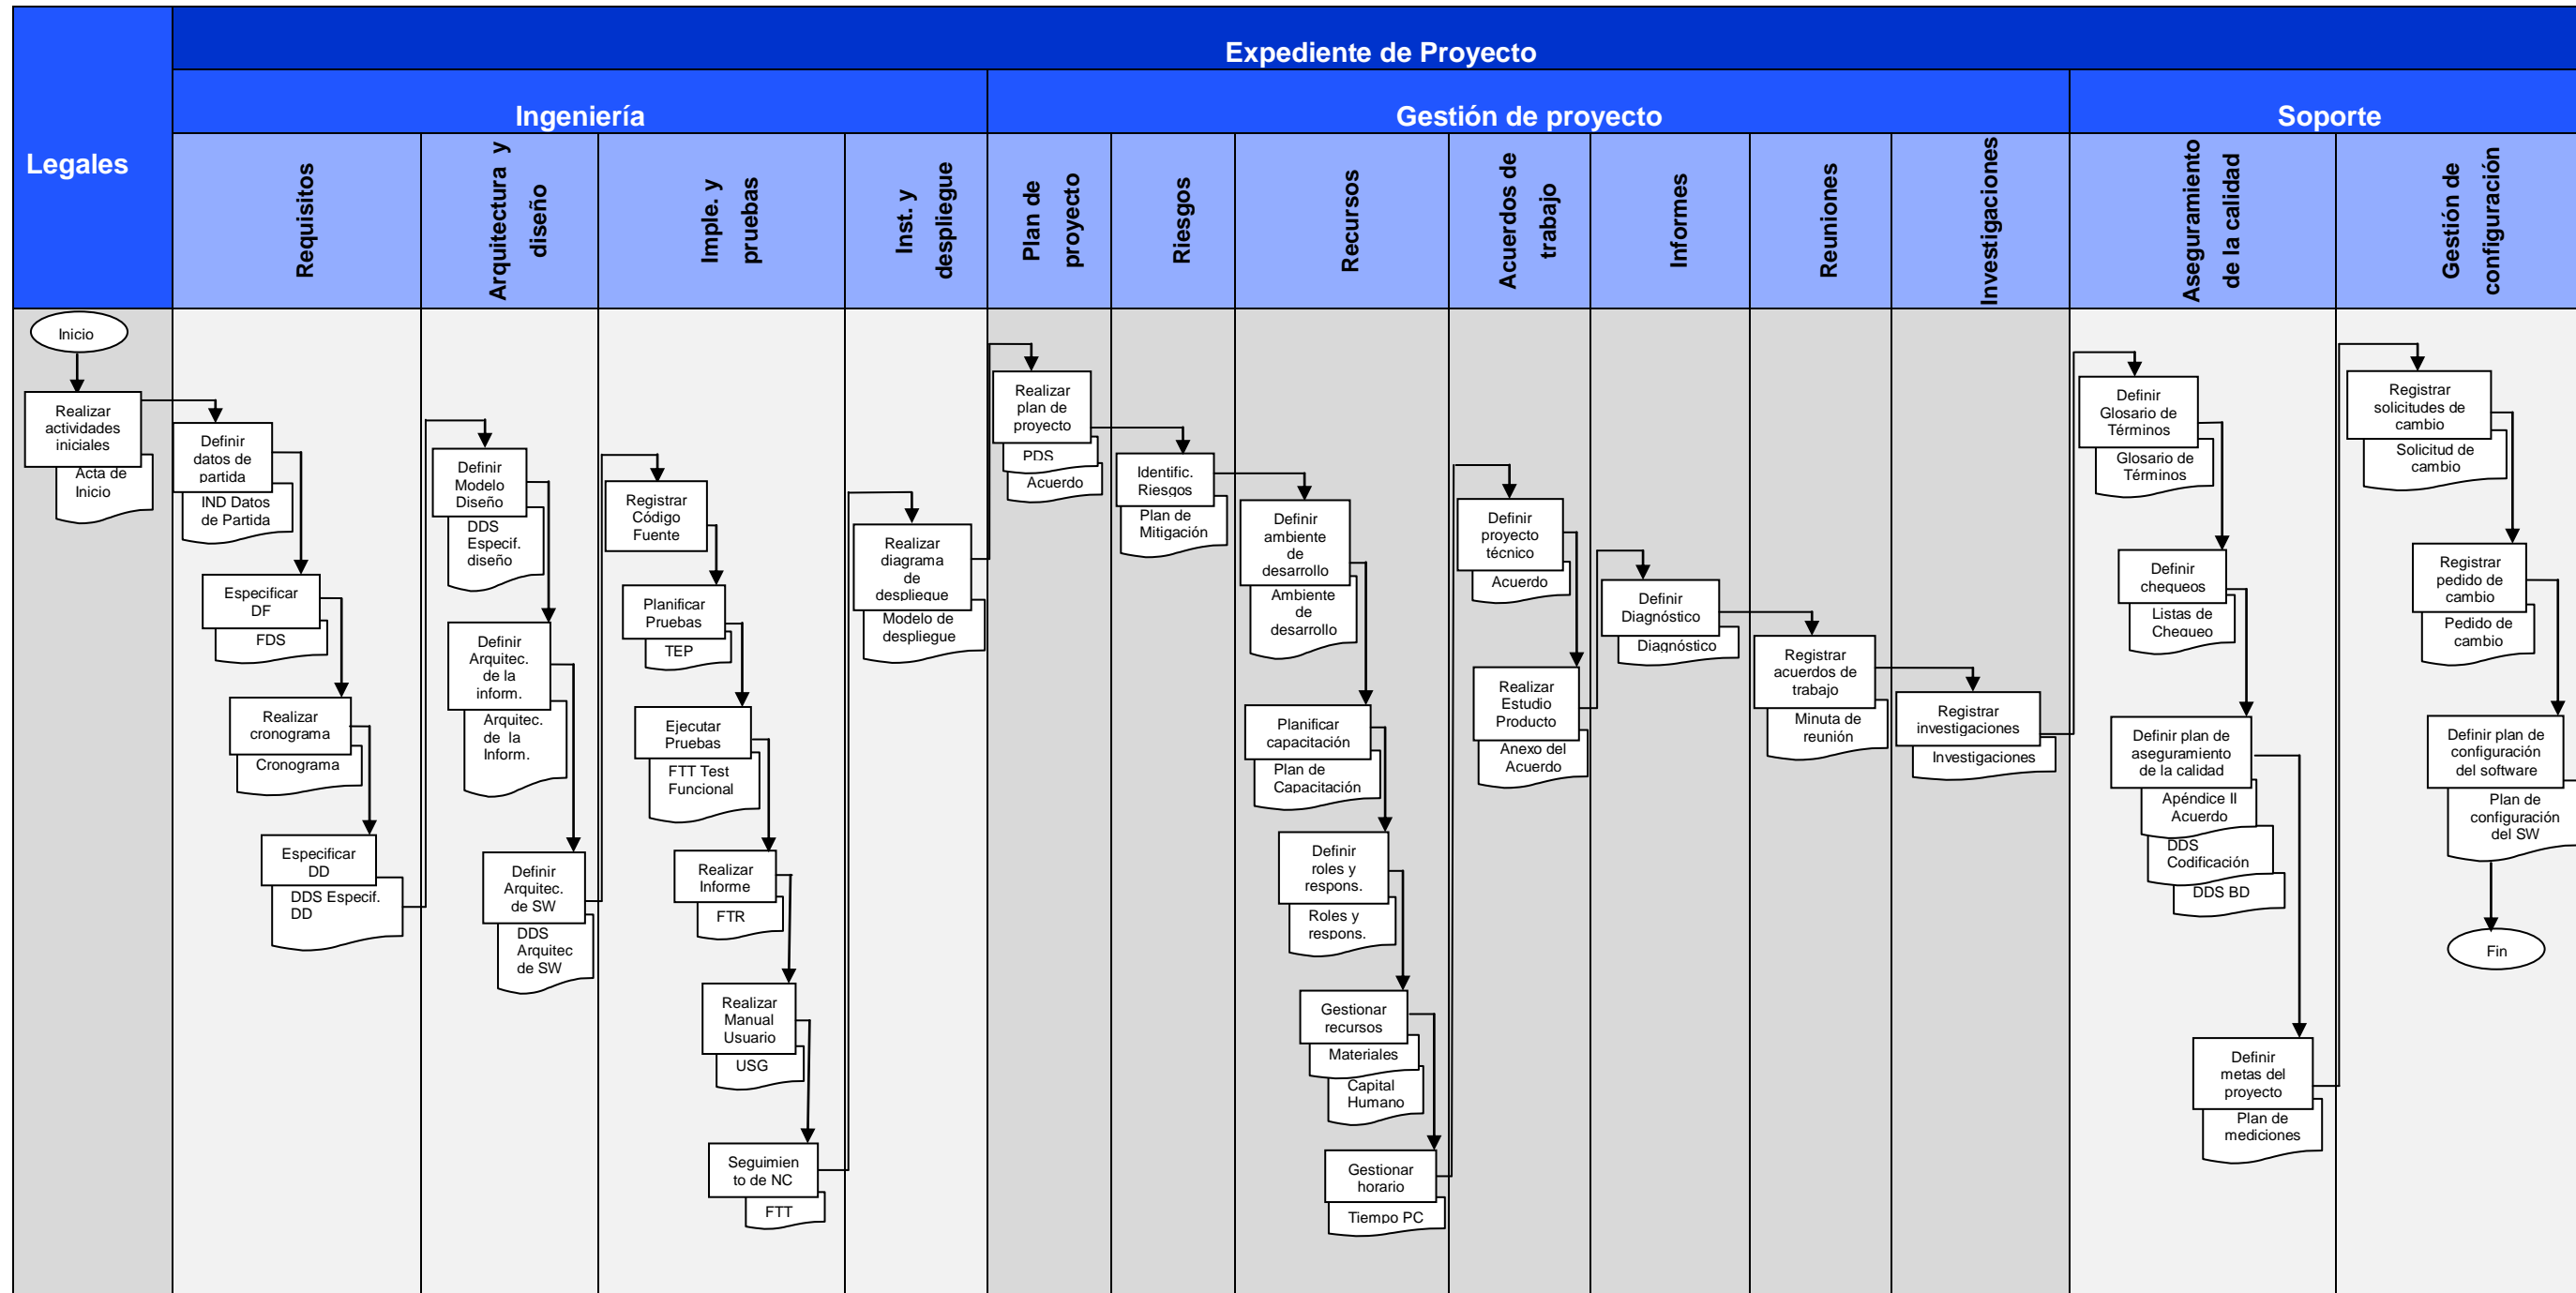 Expediente de Proyecto
Legales
Ingeniería
Gestión de proyecto
Soporte
Requisitos
Arquitectura y
diseño
Imple. y
pruebas
Inst. y
despliegue
Plan de
proyecto
Riesgos
Recursos
Acuerdos de
trabajo
Informes
Reuniones
Investigaciones
Aseguramiento
de la calidad
Gestión de
configuración
Inicio
Realizar
actividades
iniciales
Acta de
Inicio
Definir
datos de
partida
IND Datos
de Partida
Especificar
DF
FDS
Realizar
cronograma
Cronograma
Especificar
DD
DDS Especif.
DD
Definir
Modelo
Diseño
DDS
Especif.
diseño
Definir
Arquitec.
de la
inform.
Arquitec.
de la
Inform.
Definir
Arquitec.
de SW
DDS
Arquitec
de SW
Registrar
Código
Fuente
Planificar
Pruebas
TEP
Ejecutar
Pruebas
FTT Test
Funcional
Realizar
Informe
FTR
Realizar
Manual
Usuario
USG
Seguimien
to de NC
FTT
Realizar
diagrama
de
despliegue
Modelo de
despliegue
Realizar
plan de
proyecto
PDS
Acuerdo
Identific.
Riesgos
Plan de
Mitigación
Definir
ambiente
de
desarrollo
Ambiente
de
desarrollo
Planificar
capacitación
Plan de
Capacitación
Definir
roles y
respons.
Roles y
respons.
Gestionar
recursos
Materiales
Capital
Humano
Gestionar
horario
Tiempo PC
Definir
proyecto
técnico
Acuerdo
Realizar
Estudio
Producto
Anexo del
Acuerdo
Definir
Diagnóstico
Diagnóstico
Registrar
acuerdos de
trabajo
Minuta de
reunión
Registrar
investigaciones
Investigaciones
Definir
Glosario de
Términos
Glosario de
Términos
Definir
chequeos
Listas de
Chequeo
Definir plan de
aseguramiento
de la calidad
Apéndice II
Acuerdo
DDS
Codificación
DDS BD
Definir
metas del
proyecto
Plan de
mediciones
Registrar
solicitudes de
cambio
Solicitud de
cambio
Registrar
pedido de
cambio
Pedido de
cambio
Definir plan de
configuración
del software
Plan de
configuración
del SW
Fin